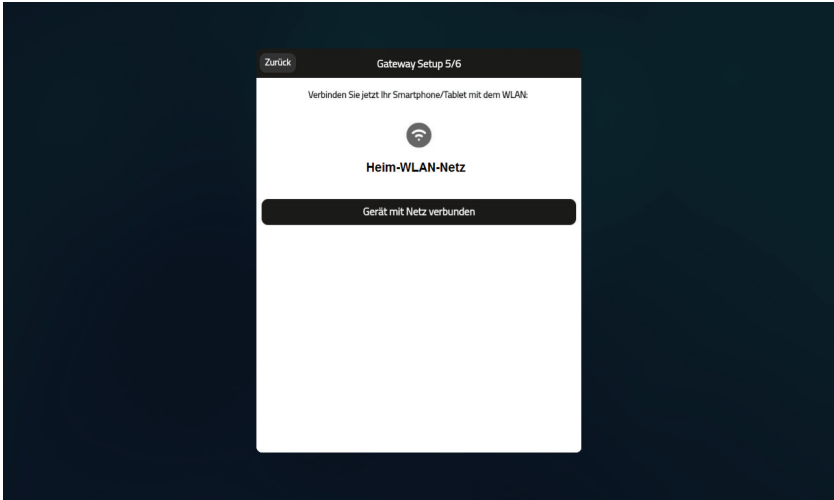 Zurück
Gateway Setup 5/6
Verbinden Sie jetzt Ihr Smartphone/Tablet mit dem WLAN:
Heim-WLAN-Netz
Gerät mit Netz verbunden